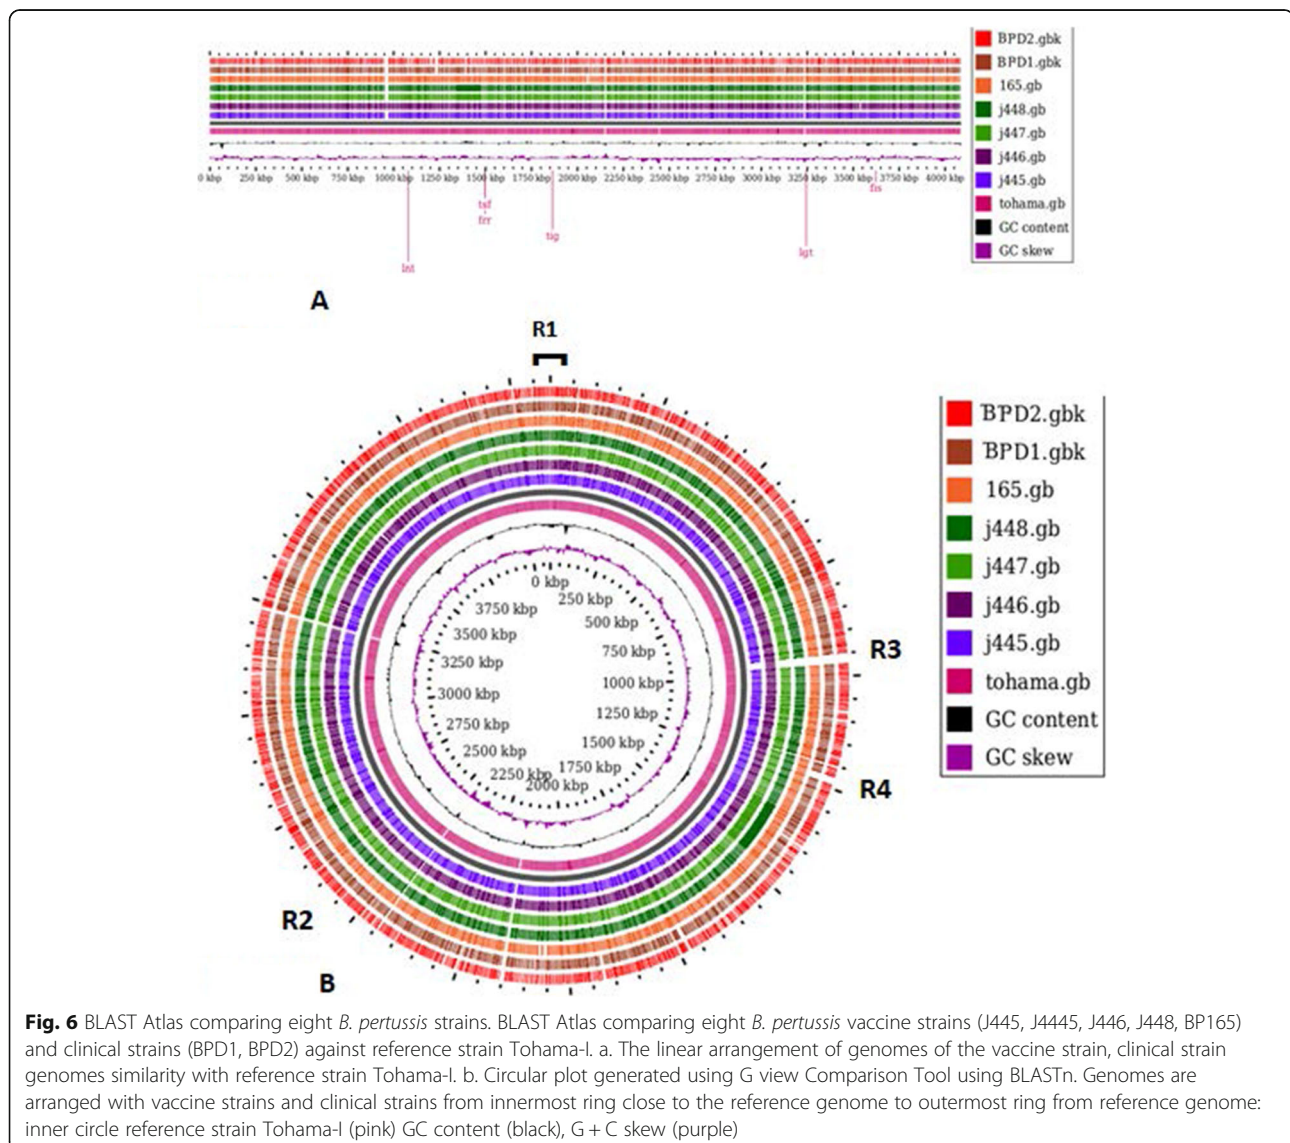 BPD2.gbk
BPD1.gbk
165.gb
j448.gb
j447.gb
j446.gb
j445.gb
tohama.gb
GC content
GC skew
0 kbp 250 kbp 500 kbp 750 kbp 1000 kbp 1250 kbp 1500 kbp 1750 kbp 2000 kbp 2250 kbp 2500 kbp 2750 kbp 3000 kbp 3250 kbp 3500 kbp 3750 kbp 4000 kbp
fis
tsf
frr
tig
lgt
lnt
A
R1
BPD2.gbk
BPD1.gbk
165.gb
j448.gb
j447.gb
j446.gb
j445.gb
tohama.gb
GC content
GC skew
0 kbp
250 kbp
500 kbp
750 kbp
1000 kbp
1250 kbp
1500 kbp
1750 kbp
2000 kbp
2250 kbp
2500 kbp
2750 kbp
3000 kbp
3250 kbp
3500 kbp
3750 kbp
R3
R4
R2
B
Fig. 6 BLAST Atlas comparing eight B. pertussis strains. BLAST Atlas comparing eight B. pertussis vaccine strains (J445, J4445, J446, J448, BP165)
and clinical strains (BPD1, BPD2) against reference strain Tohama-I. a. The linear arrangement of genomes of the vaccine strain, clinical strain
genomes similarity with reference strain Tohama-I. b. Circular plot generated using G view Comparison Tool using BLASTn. Genomes are
arranged with vaccine strains and clinical strains from innermost ring close to the reference genome to outermost ring from reference genome:
inner circle reference strain Tohama-I (pink) GC content (black), G + C skew (purple)